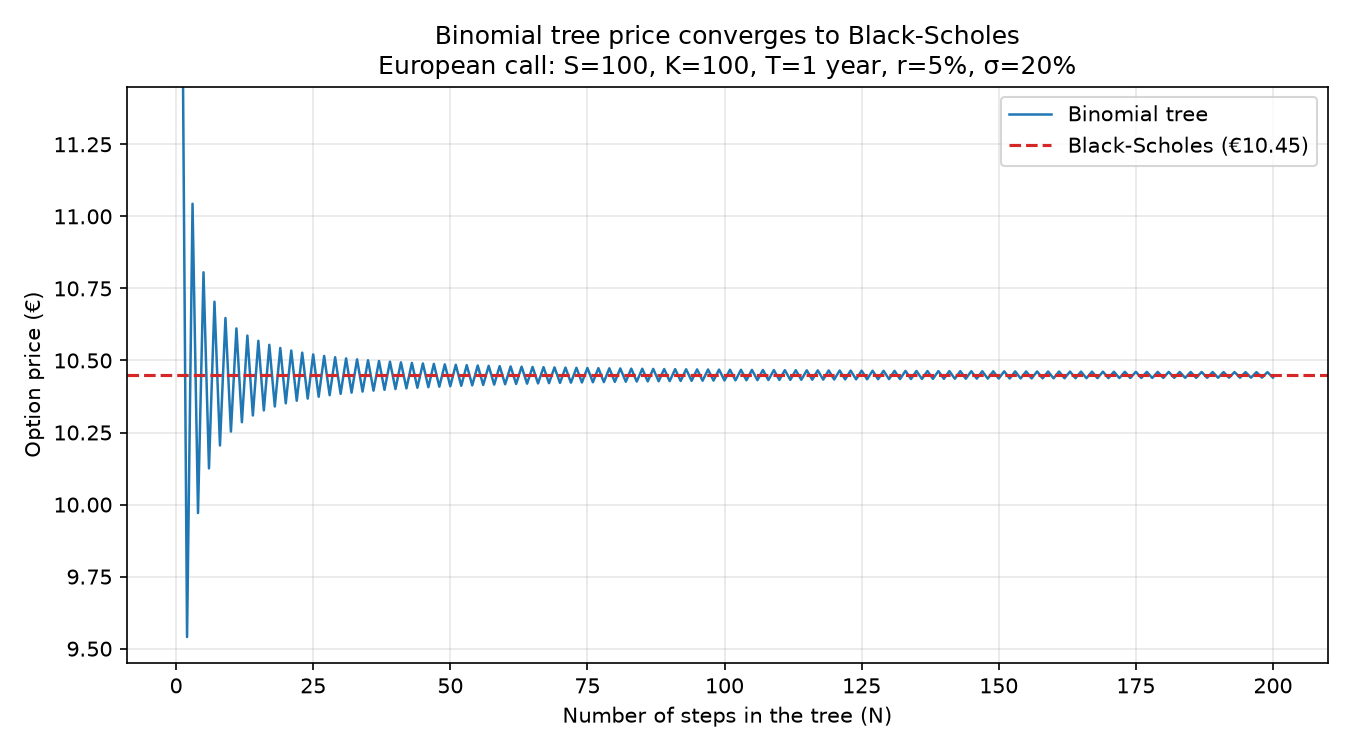 Binomial tree price converges to Black-Scholes
European call: S=100, K=100, T=1 year, r=5%, σ=20%
Binomial tree
Black-Scholes (€10.45)
Option price (€)
11.25
11.00
10.75
10.50
10.25
10.00
9.75
9.50
0 25 50 75 100 125 150 175 200
Number of steps in the tree (N)